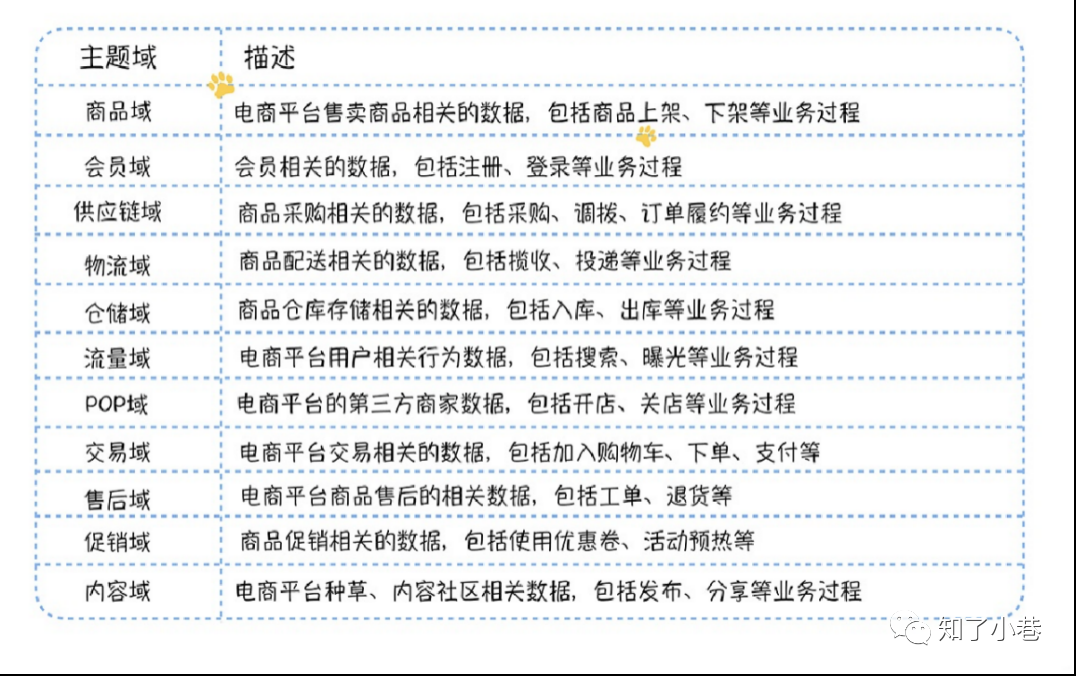 主题域 描述
商品域 电商平台售卖商品相关的数据，包括商品上架、下架等业务过程
会员域 会员相关的数据，包括注册、登录等业务过程
供应链域 商品采购相关的数据，包括采购、调拨、订单履约等业务过程
物流域 商品配送相关的数据，包括揽收、投递等业务过程
仓储域 商品仓库存储相关的数据，包括入库、出库等业务过程
流量域 电商平台用户相关行为数据，包括搜索、曝光等业务过程
POP域 电商平台的第三方商家数据，包括开店、关店等业务过程
交易域 电商平台交易相关的数据，包括加入购物车、下单、支付等
售后域 电商平台商品售后的相关数据，包括工单、退货等
促销域 商品促销相关的数据，包括使用优惠卷、活动预热等
内容域 电商平台种草、内容社区相关数据，包括发布、分享等业务过程
知了小巷